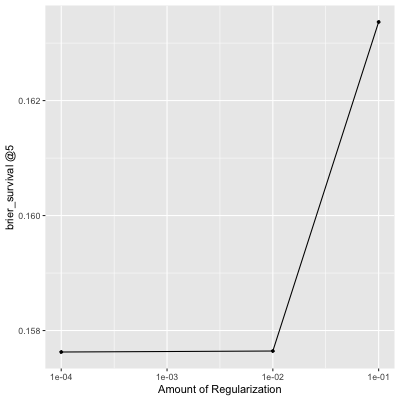 brier_survival @5
0.162
0.160
0.158
1e-04 1e-03 1e-02 1e-01
Amount of Regularization